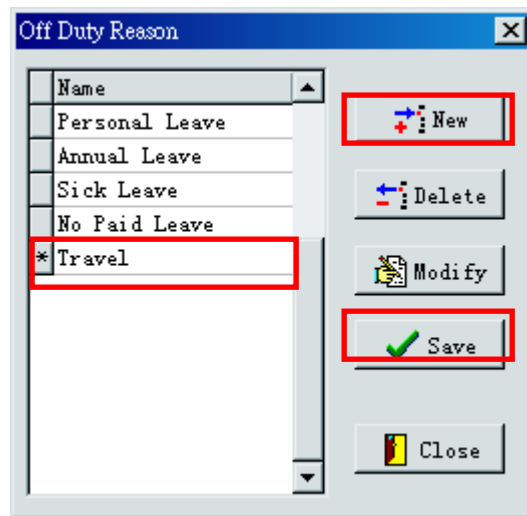 Off Duty Reason
Name
Personal Leave
Annual Leave
Sick Leave
No Paid Leave
* Travel
New
Delete
Modify
Save
Close